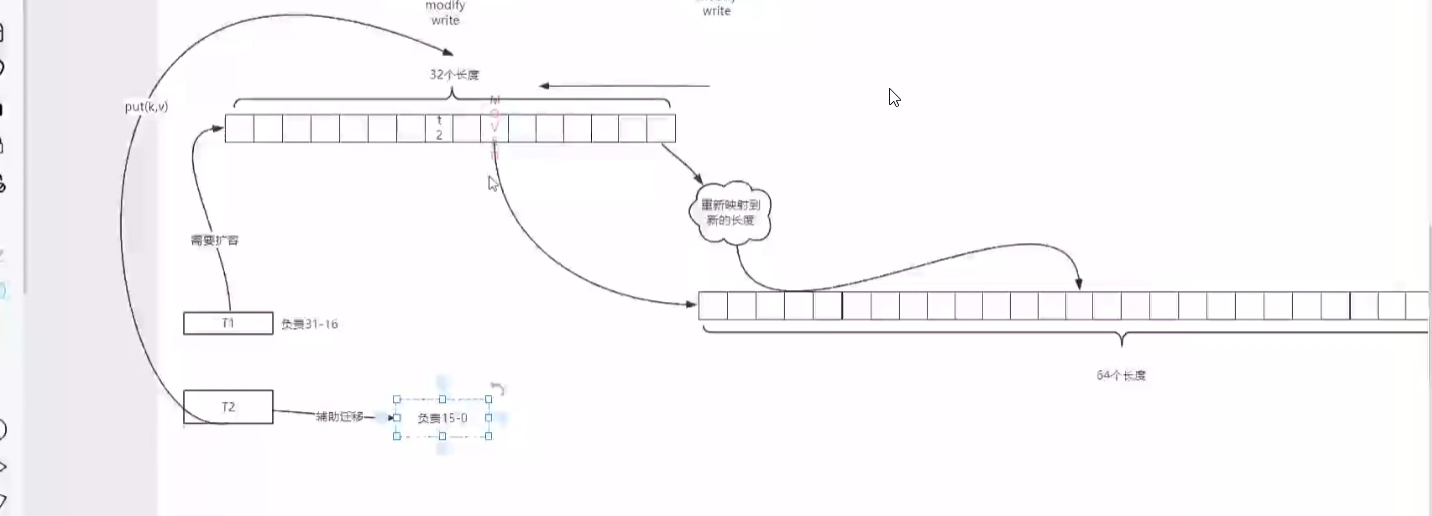 modify
write
write
32个长度
put(k,v)
t
2
需要扩容
重新映射到
新的长度
T1
负责31-16
64个长度
T2
辅助迁移
负责15-0